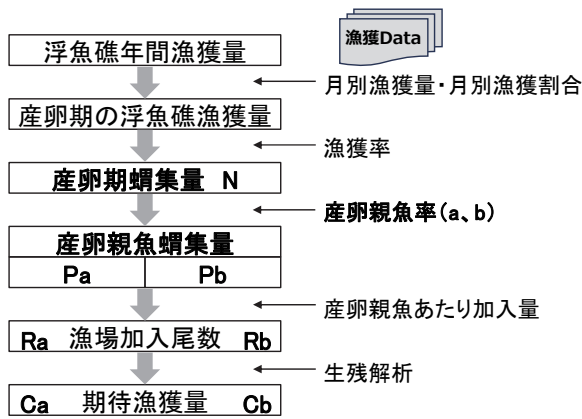 漁獲Data
浮魚礁年間漁獲量
月別漁獲量・月別漁獲割合
産卵期の浮魚礁漁獲量
漁獲率
産卵期蝟集量 N
産卵親魚率(a、b)
産卵親魚蝟集量
Pa Pb
産卵親魚あたり加入量
Ra 漁場加入尾数 Rb
生残解析
Ca 期待漁獲量 Cb